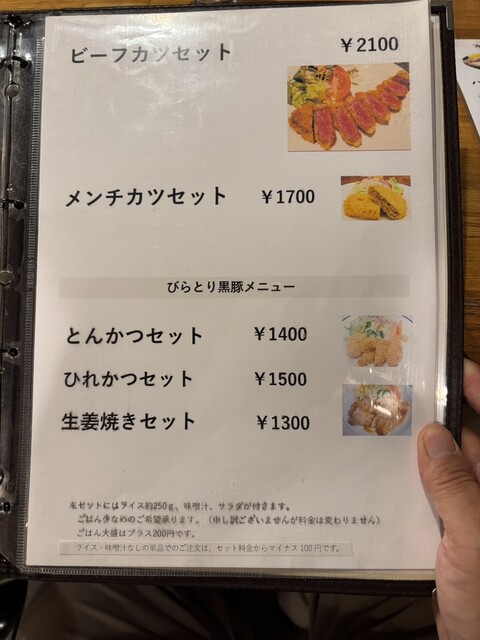 ビーフカツセット ￥2100
メンチカツセット ￥1700
びらとり黒豚メニュー
とんかつセット ￥1400
ひれかつセット ￥1500
生姜焼きセット ￥1300
※セットにはライス約250ｇ、味噌汁、サラダが付きます。
ごはん少なめのご希望承ります。（申し訳ございませんが料金は変わりません）
ごはん大盛はプラス200円です。
ライス・味噌汁なしの単品でのご注文は、セット料金からマイナス100円です。